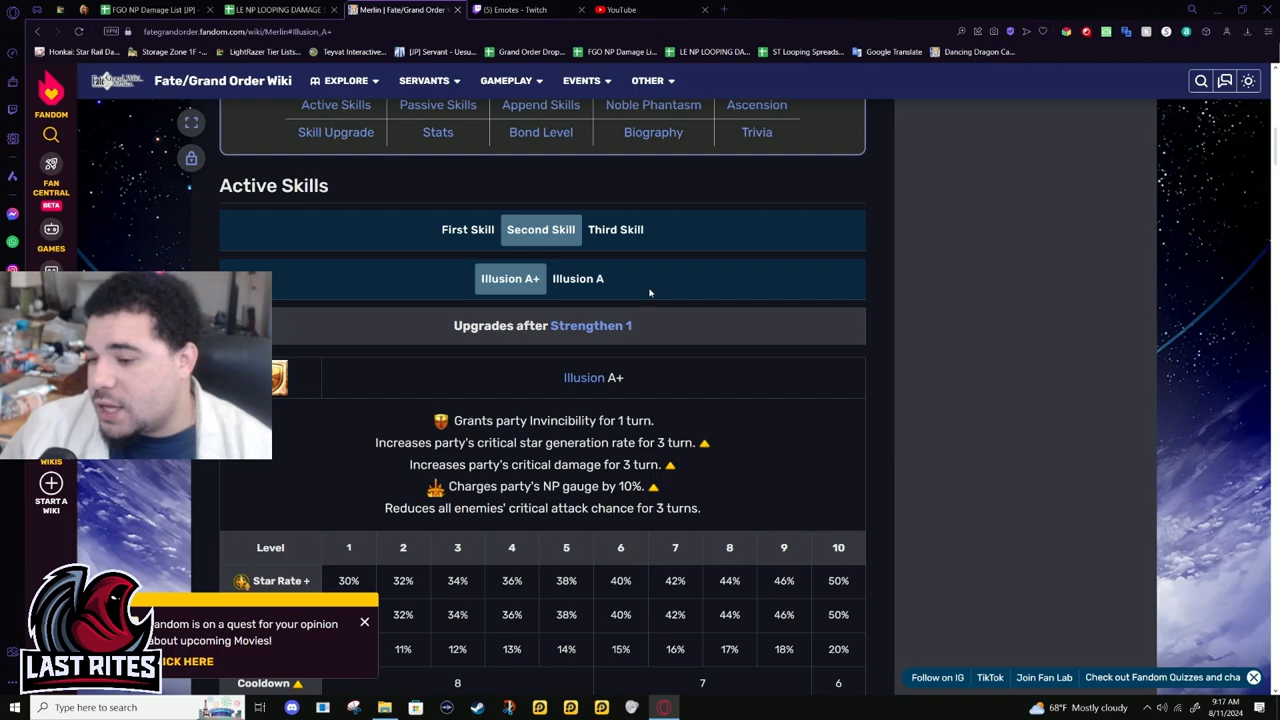 FGO NP Damage List [JP] -
LE NP LOOPING DAMAGE
Merlin | Fate/Grand Order
(5) Emotes - Twitch
YouTube
VPN
fategrandorder.fandom.com/wiki/Merlin#Illusion_A+
Honkai: Star Rail Da...
Storage Zone 1F -...
LightRazer Tier Lists...
Teyvat Interactive...
[JP] Servant - Uesu...
Grand Order Drop...
FGO NP Damage Li...
LE NP LOOPING DA...
ST Looping Spreads...
Google Translate
Dancing Dragon Ca...
Fate/Grand Order Wiki
EXPLORE
SERVANTS
GAMEPLAY
EVENTS
OTHER
FANDOM
FAN
CENTRAL
BETA
GAMES
WIKIS
START A
WIKI
Active Skills
Passive Skills
Append Skills
Noble Phantasm
Ascension
Skill Upgrade
Stats
Bond Level
Biography
Trivia
Active Skills
First Skill
Second Skill
Third Skill
Illusion A+
Illusion A
Upgrades after Strengthen 1
Illusion A+
Grants party Invincibility for 1 turn.
Increases party's critical star generation rate for 3 turn.
Increases party's critical damage for 3 turn.
Charges party's NP gauge by 10%.
Reduces all enemies' critical attack chance for 3 turns.
Level 1 2 3 4 5 6 7 8 9 10
Star Rate + 30% 32% 34% 36% 38% 40% 42% 44% 46% 50%
32% 34% 36% 38% 40% 42% 44% 46% 50%
11% 12% 13% 14% 15% 16% 17% 18% 20%
Cooldown 8 7 6
andom is on a quest for your opinion
about upcoming Movies!
ICK HERE
LAST RITES
Follow on IG
TikTok
Join Fan Lab
Check out Fandom Quizzes and cha
Type here to search
68°F Mostly cloudy
9:17 AM
8/11/2024